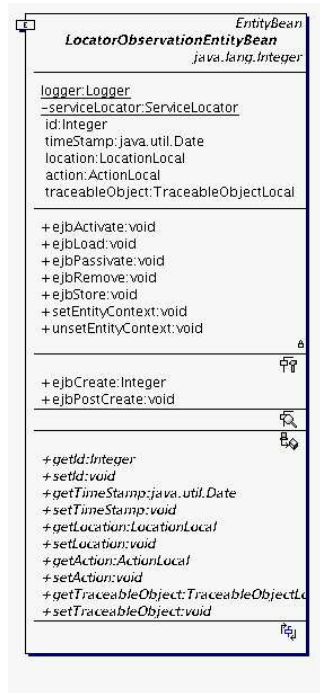 EntityBean
LocatorObservationEntityBean
java.lang.Integer
logger:Logger
-serviceLocator:ServiceLocator
id:Integer
timeStamp:java.util.Date
location:LocationLocal
action:ActionLocal
traceableObject:TraceableObjectLocal
+ejbActivate:void
+ejbLoad:void
+ejbPassivate:void
+ejbRemove:void
+ejbStore:void
+setEntityContext:void
+unsetEntityContext:void
+ejbCreate:Integer
+ejbPostCreate:void
+getId:Integer
+setId:void
+getTimeStamp:java.util.Date
+setTimeStamp:void
+getLocation:LocationLocal
+setLocation:void
+getAction:ActionLocal
+setAction:void
+getTraceableObject:TraceableObjectLo
+setTraceableObject:void